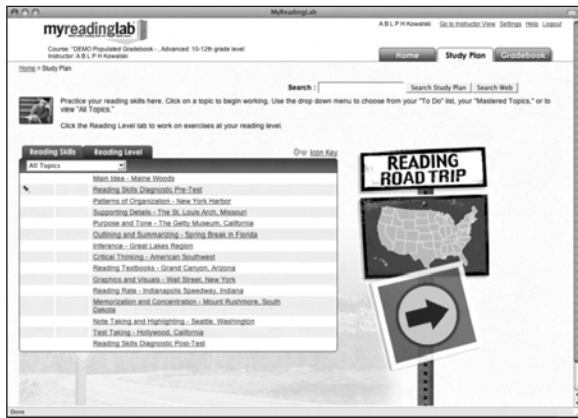 MyReadingLab
myreadinglab
A B L P H Kowalski Go to Instructor View Settings Help Logout
Course: "DEMO Populated Gradebook - , Advanced: 10-12th grade level
Instructor: A B L P H Kowalski
Home Study Plan Gradebook
Home > Study Plan
Search : Search Study Plan Search Web
Practice your reading skills here. Click on a topic to begin working. Use the drop down menu to choose from your "To Do" list, your "Mastered Topics," or to
view "All Topics."
Click the Reading Level tab to work on exercises at your reading level.
Reading Skills Reading Level Icon Key
All Topics
Main Idea - Maine Woods
Reading Skills Diagnostic Pre-Test
Patterns of Organization - New York Harbor
Supporting Details - The St. Louis Arch, Missouri
Purpose and Tone - The Getty Museum, California
Outlining and Summarizing - Spring Break in Florida
Inference - Great Lakes Region
Critical Thinking - American Southwest
Reading Textbooks - Grand Canyon, Arizona
Graphics and Visuals - Wall Street, New York
Reading Rate - Indianapolis Speedway, Indiana
Memorization and Concentration - Mount Rushmore, South
Dakota
Note Taking and Highlighting - Seattle, Washington
Test Taking - Hollywood, California
Reading Skills Diagnostic Post-Test
READING
ROAD TRIP
Done